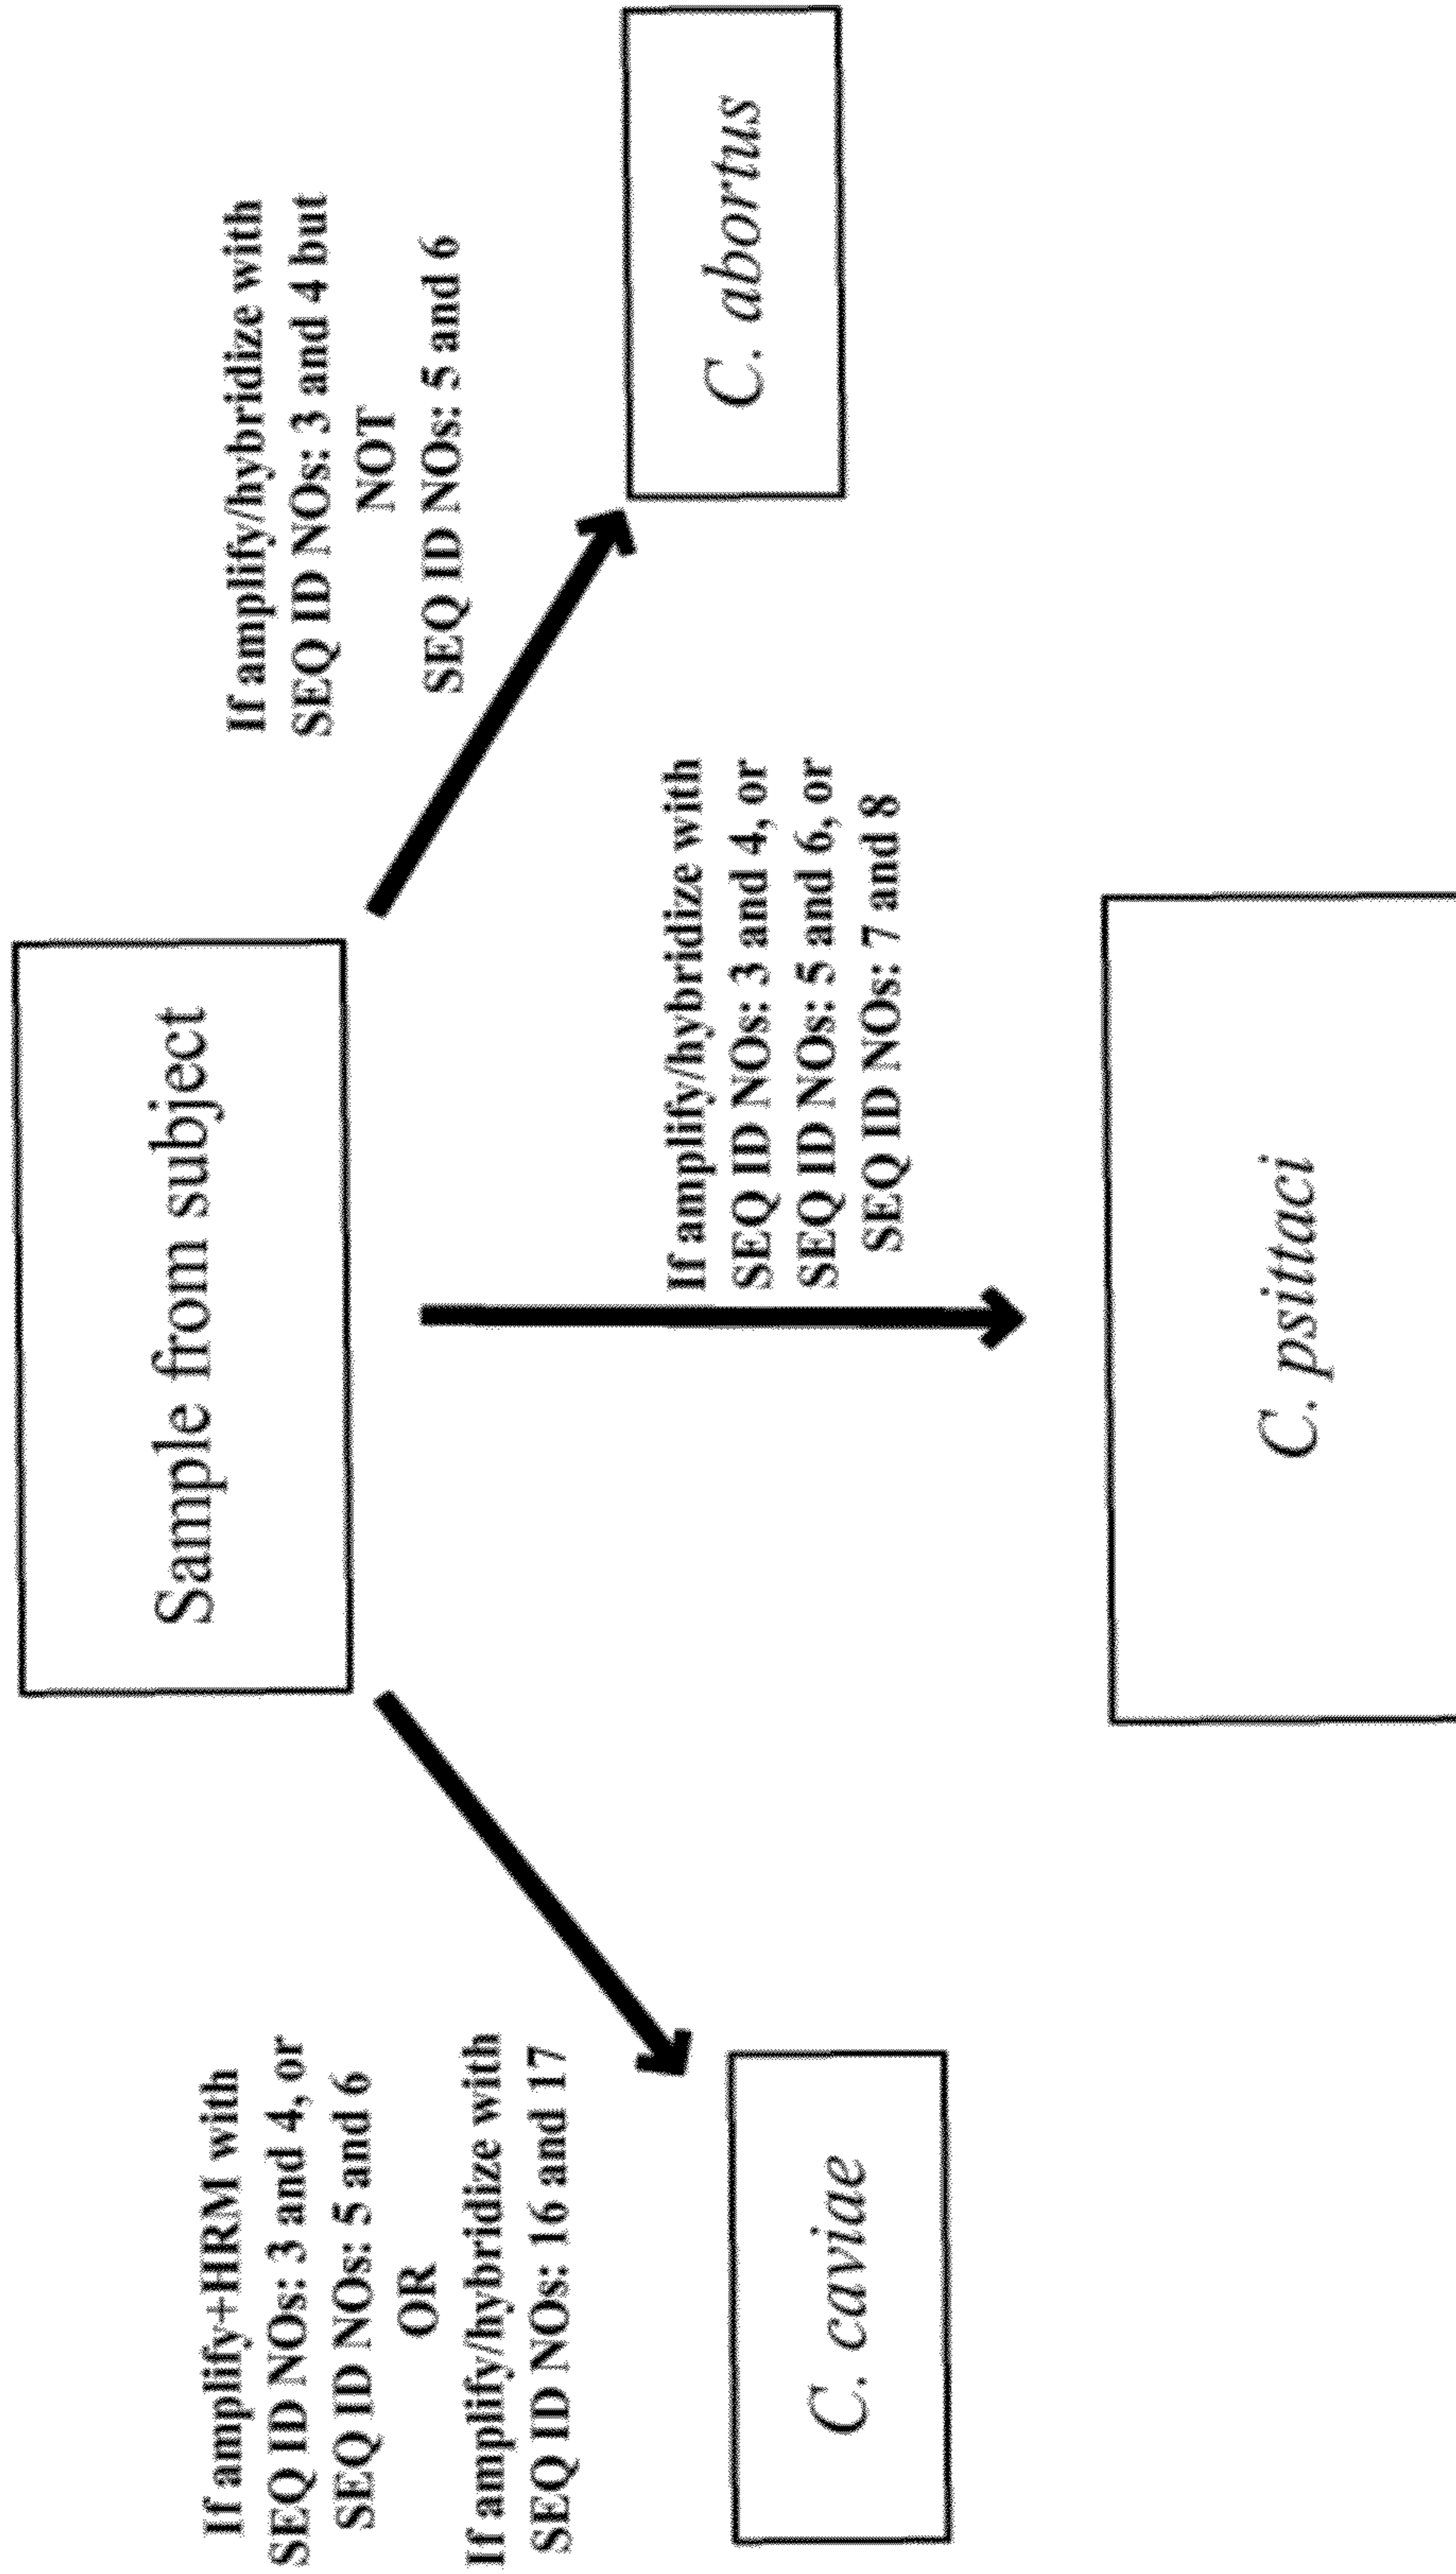 Sample from subject
If amplify+HRM with
SEQ ID NOs: 3 and 4, or
SEQ ID NOs: 5 and 6
OR
If amplify/hybridize with
SEQ ID NOs: 16 and 17
C. caviae
If amplify/hybridize with
SEQ ID NOs: 3 and 4, or
SEQ ID NOs: 5 and 6, or
SEQ ID NOs: 7 and 8
C. psittaci
If amplify/hybridize with
SEQ ID NOs: 3 and 4 but
NOT
SEQ ID NOs: 5 and 6
C. abortus